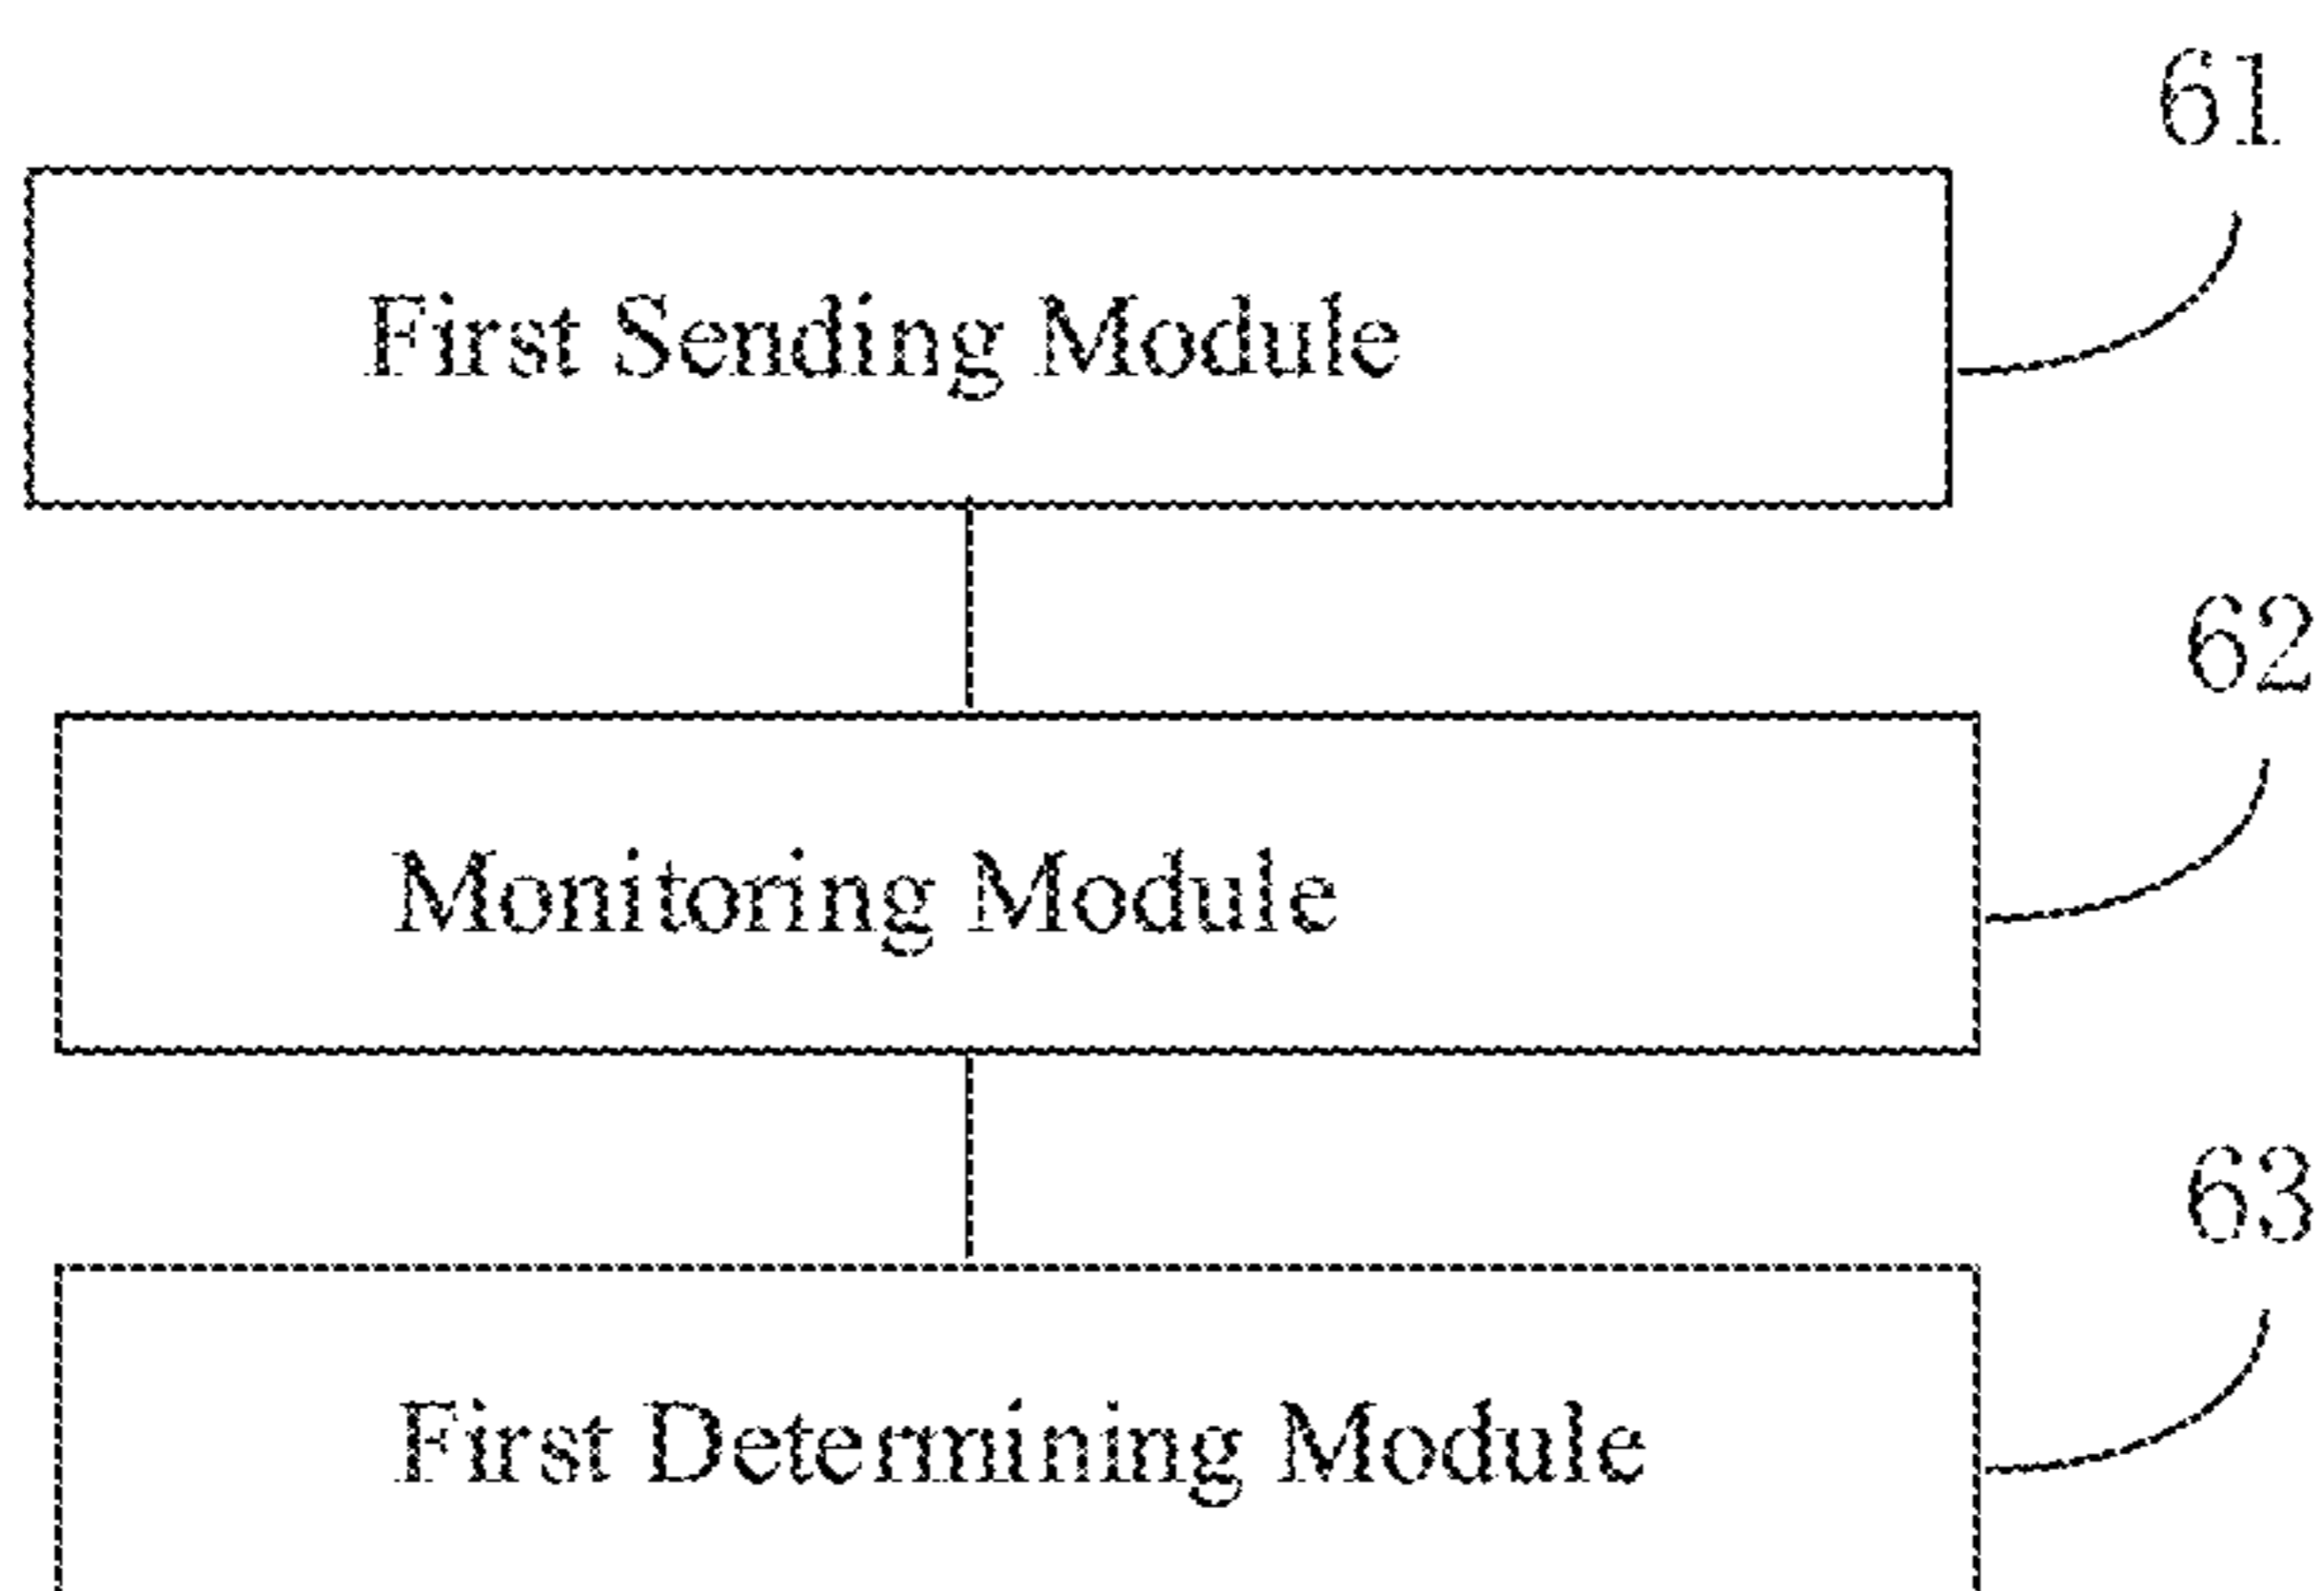 61
First Sending Module
62
Monitoring Module
63
First Determining Module